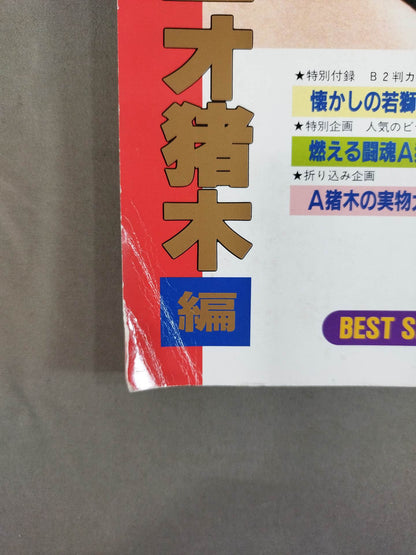 オ猪木
編
★特別付録 B2判カ
懐かしの若獅
★特別企画 人気のピ
燃える闘魂A
★折り込み企画
A猪木の実物
BEST S